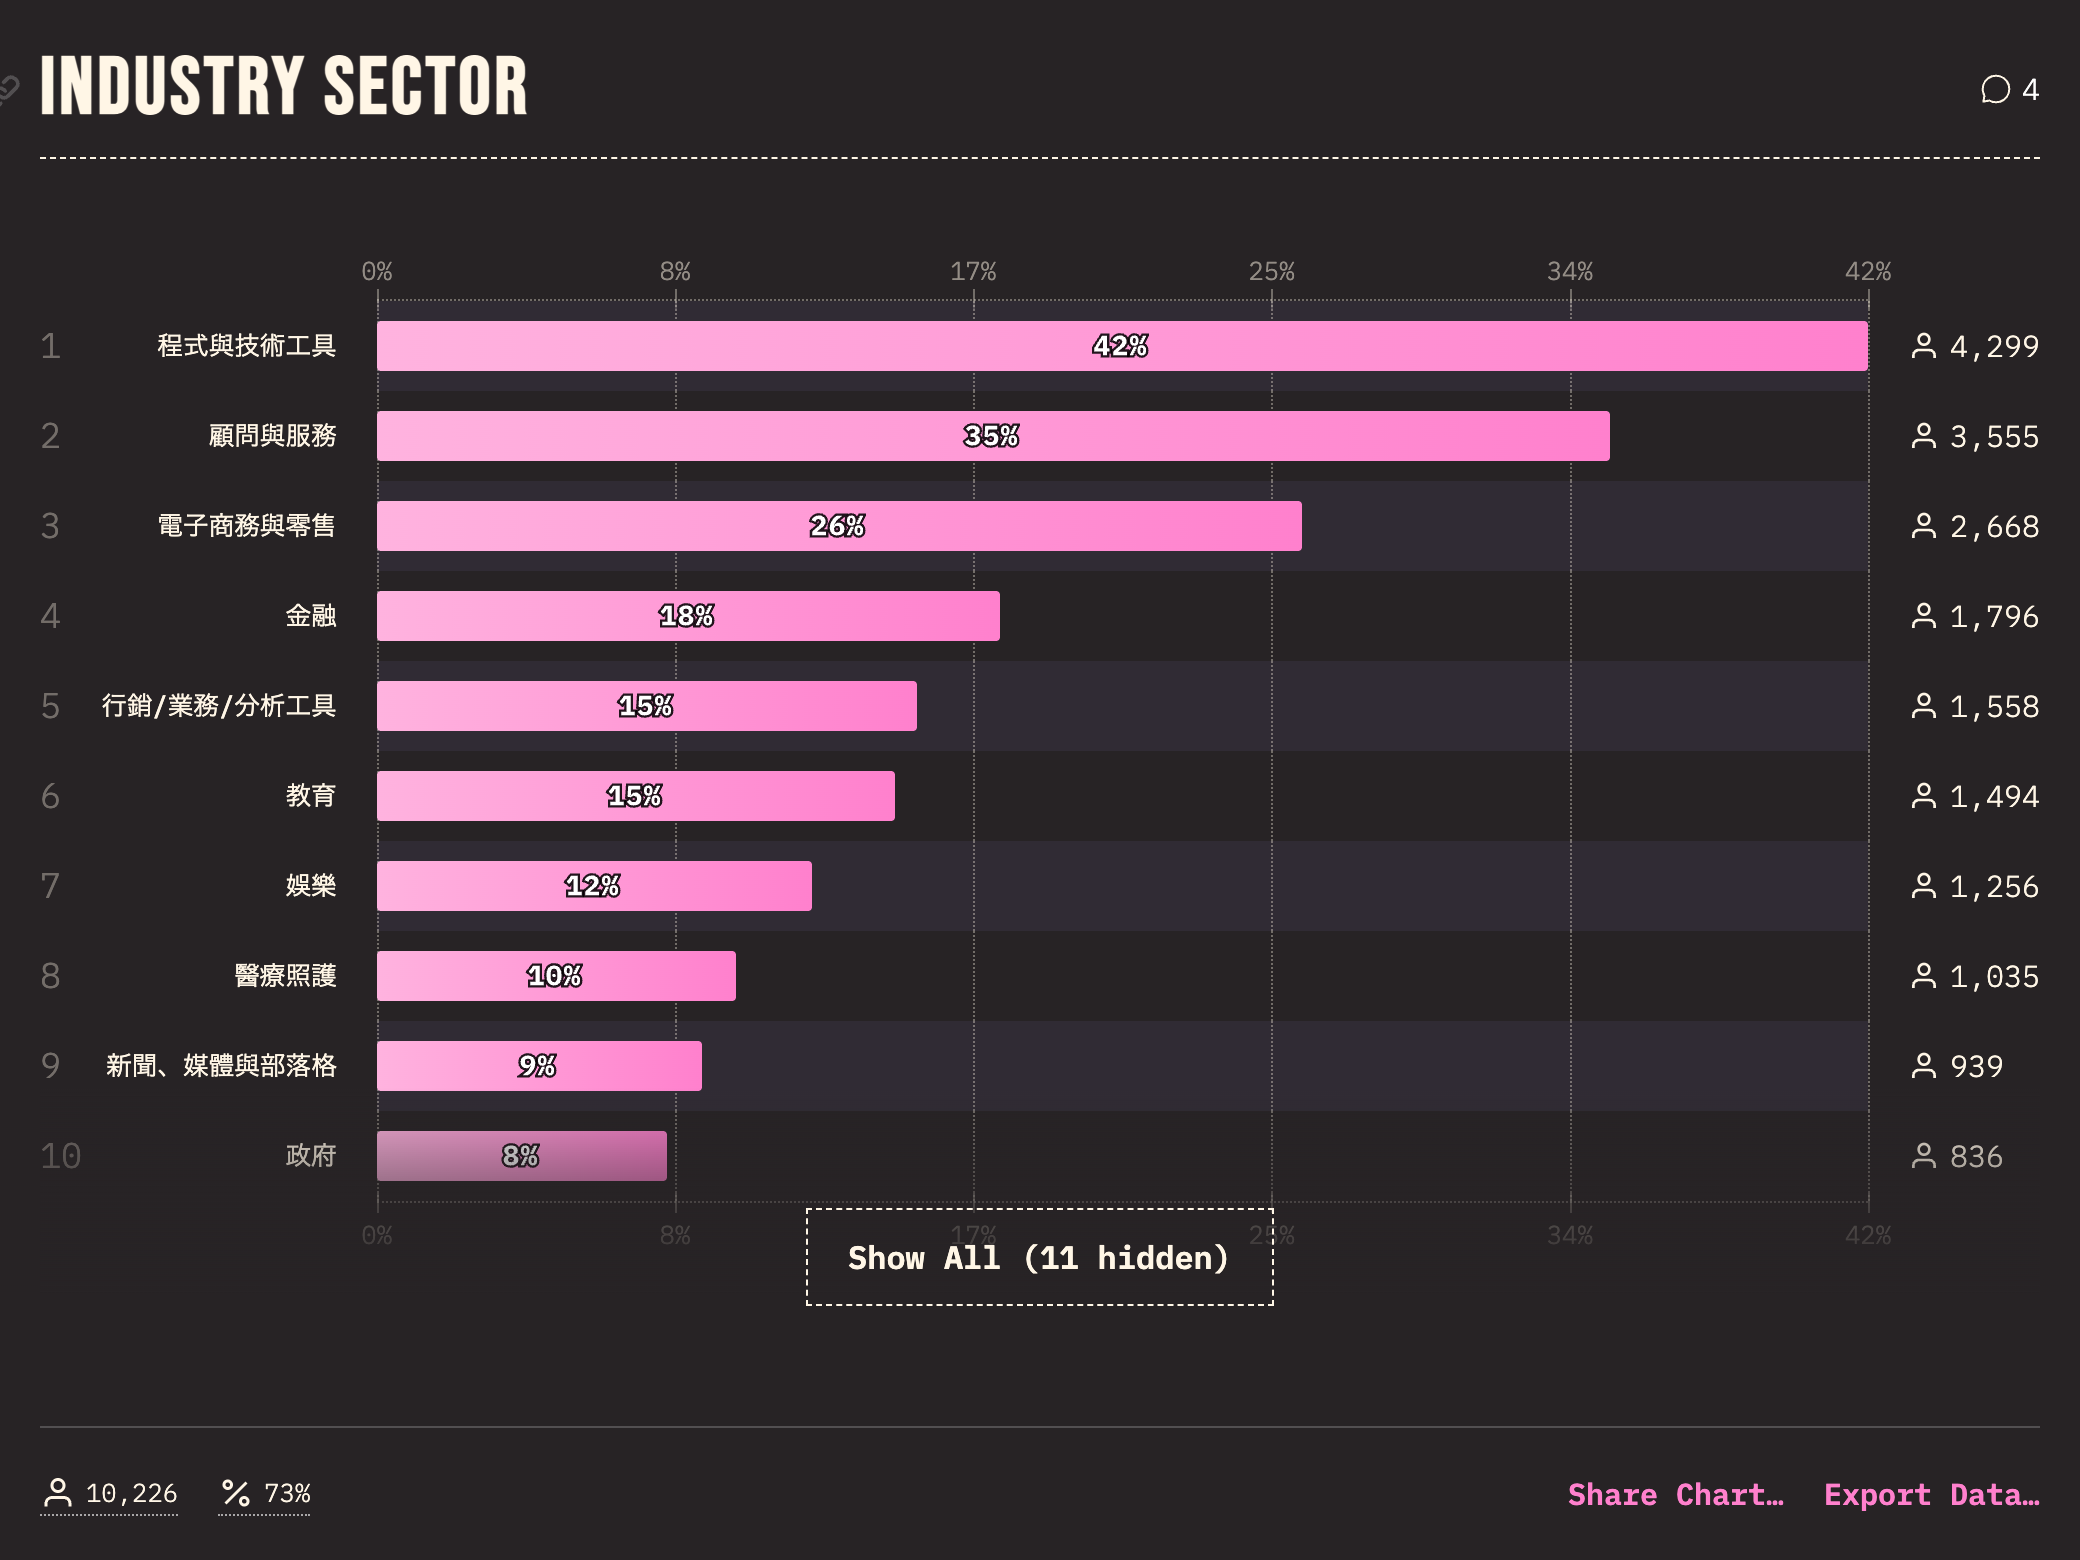 INDUSTRY SECTOR
4
0% 8% 17% 25% 34% 42%
1 程式與技術工具 42% 4,299
2 顧問與服務 35% 3,555
3 電子商務與零售 26% 2,668
4 金融 18% 1,796
5 行銷/業務/分析工具 15% 1,558
6 教育 15% 1,494
7 娛樂 12% 1,256
8 醫療照護 10% 1,035
9 新聞、媒體與部落格 9% 939
10 政府 8% 836
0% 8% 17% 25% 34% 42%
Show All (11 hidden)
10,226 73% Share Chart… Export Data…